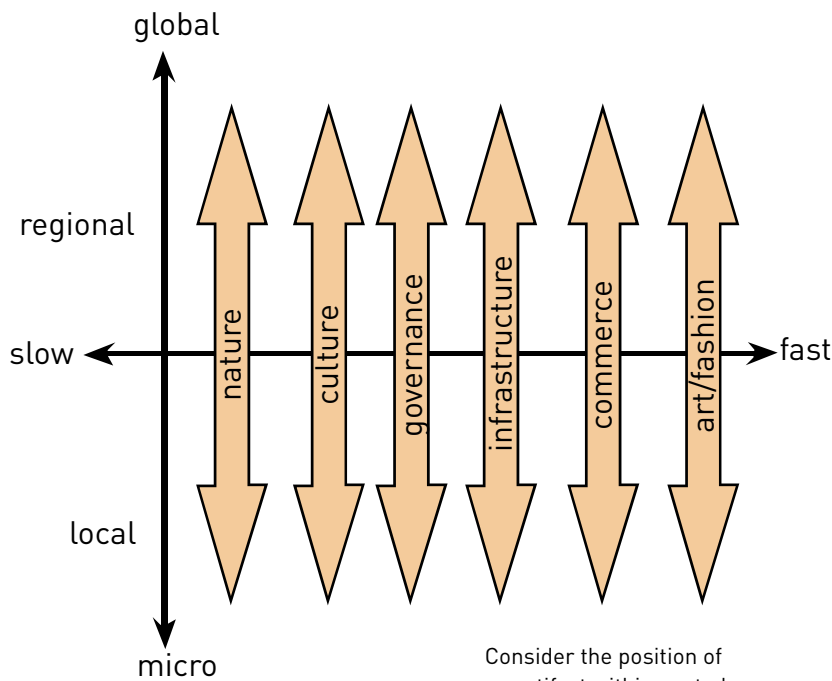 global
regional
slow
fast
nature
culture
governance
infrastructure
commerce
art/fashion
local
micro
Consider the position of